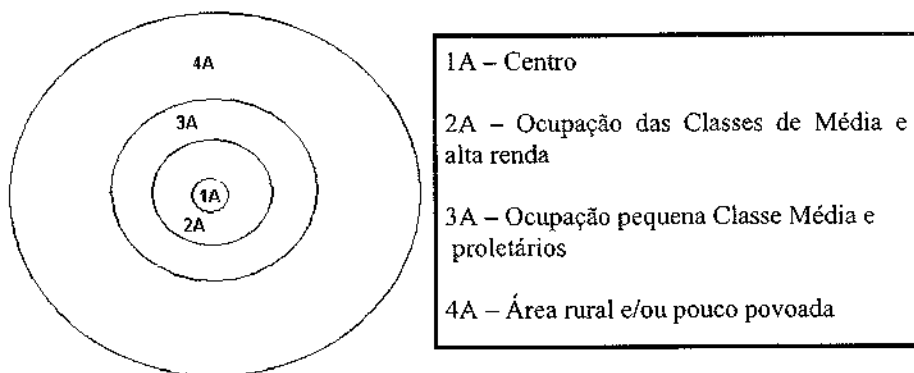 4A
3A
1A
2A
1A – Centro
2A – Ocupação das Classes de Média e
alta renda
3A – Ocupação pequena Classe Média e
proletários
4A – Área rural e/ou pouco povoada